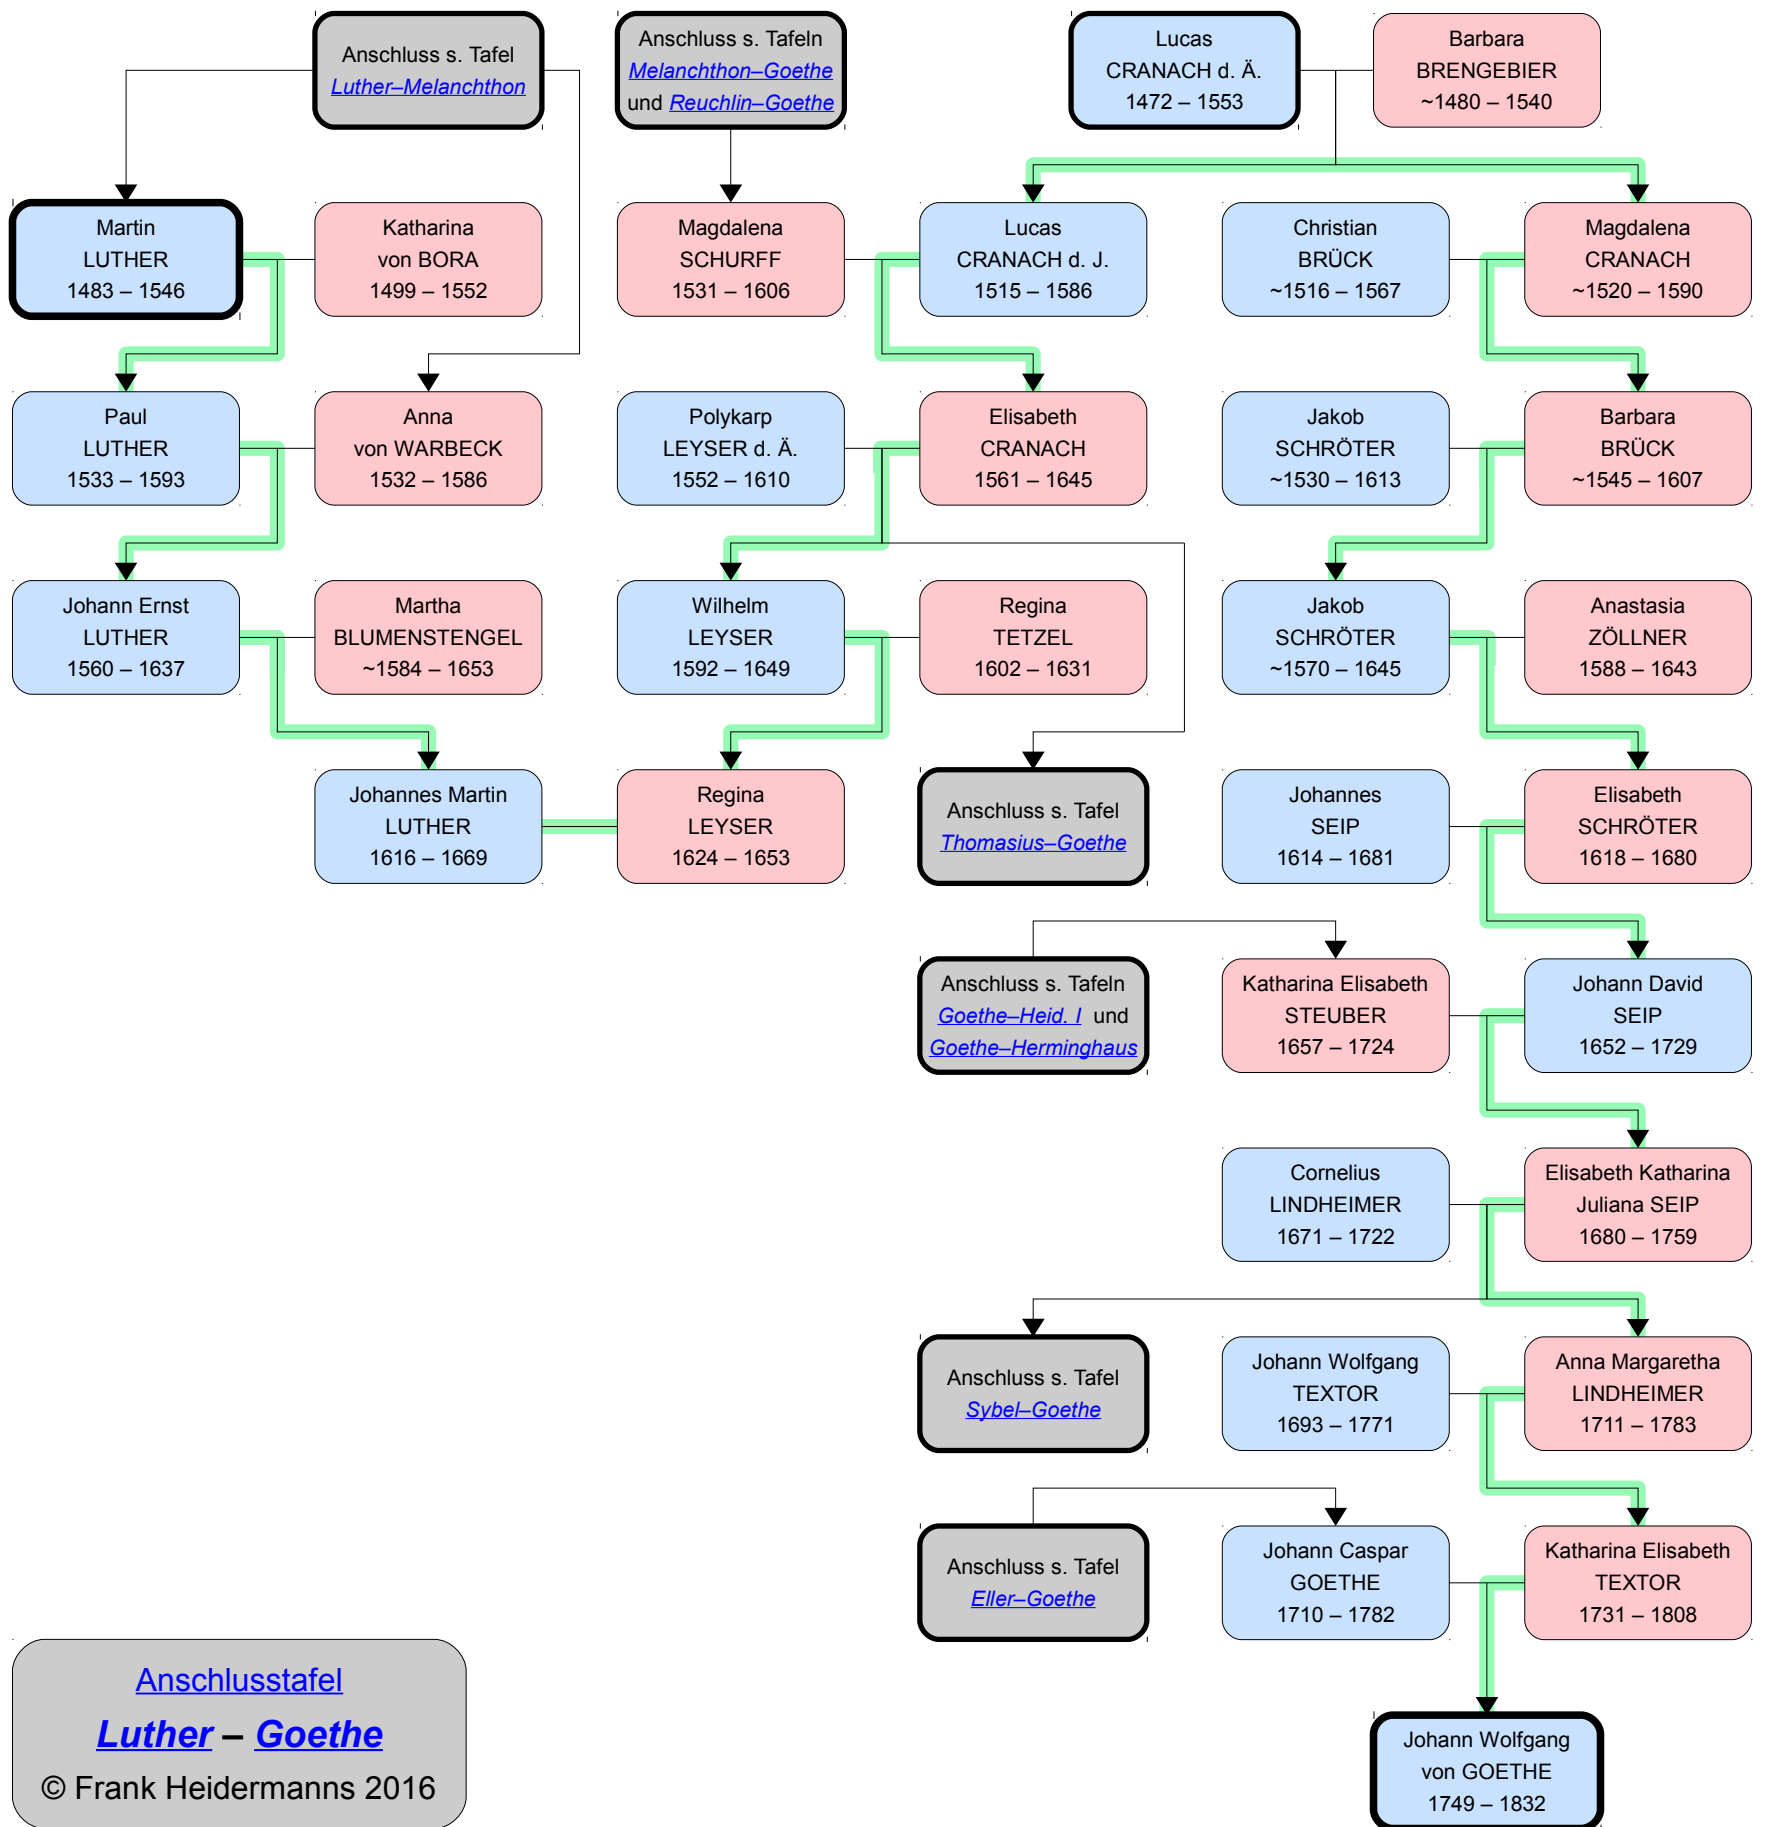 Anschluss s. Tafel
Luther–Melanchthon
Anschluss s. Tafeln
Melanchthon–Goethe
und Reuchlin–Goethe
Lucas
CRANACH d. Ä.
1472 – 1553
Barbara
BRENGEBIER
~1480 – 1540
Martin
LUTHER
1483 – 1546
Katharina
von BORA
1499 – 1552
Magdalena
SCHURFF
1531 – 1606
Lucas
CRANACH d. J.
1515 – 1586
Christian
BRÜCK
~1516 – 1567
Magdalena
CRANACH
~1520 – 1590
Paul
LUTHER
1533 – 1593
Anna
von WARBECK
1532 – 1586
Polykarp
LEYSER d. Ä.
1552 – 1610
Elisabeth
CRANACH
1561 – 1645
Jakob
SCHRÖTER
~1530 – 1613
Barbara
BRÜCK
~1545 – 1607
Johann Ernst
LUTHER
1560 – 1637
Martha
BLUMENSTENGEL
~1584 – 1653
Wilhelm
LEYSER
1592 – 1649
Regina
TETZEL
1602 – 1631
Jakob
SCHRÖTER
~1570 – 1645
Anastasia
ZÖLLNER
1588 – 1643
Johannes Martin
LUTHER
1616 – 1669
Regina
LEYSER
1624 – 1653
Anschluss s. Tafel
Thomasius–Goethe
Johannes
SEIP
1614 – 1681
Elisabeth
SCHRÖTER
1618 – 1680
Anschluss s. Tafeln
Goethe–Heid. I und
Goethe–Herminghaus
Katharina Elisabeth
STEUBER
1657 – 1724
Johann David
SEIP
1652 – 1729
Cornelius
LINDHEIMER
1671 – 1722
Elisabeth Katharina
Juliana SEIP
1680 – 1759
Anschluss s. Tafel
Sybel–Goethe
Johann Wolfgang
TEXTOR
1693 – 1771
Anna Margaretha
LINDHEIMER
1711 – 1783
Anschluss s. Tafel
Eller–Goethe
Johann Caspar
GOETHE
1710 – 1782
Katharina Elisabeth
TEXTOR
1731 – 1808
Anschlusstafel
Luther – Goethe
© Frank Heidermanns 2016
Johann Wolfgang
von GOETHE
1749 – 1832